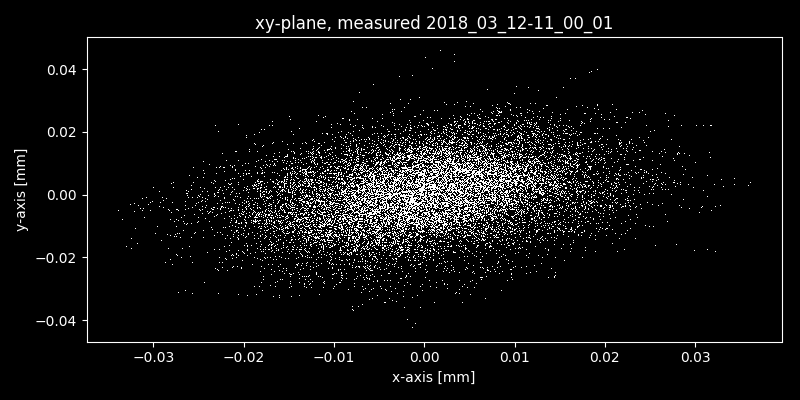 xy-plane, measured 2018_03_12-11_00_01
0.04
0.02
0.00
−0.02
−0.04
y-axis [mm]
−0.03 −0.02 −0.01 0.00 0.01 0.02 0.03
x-axis [mm]